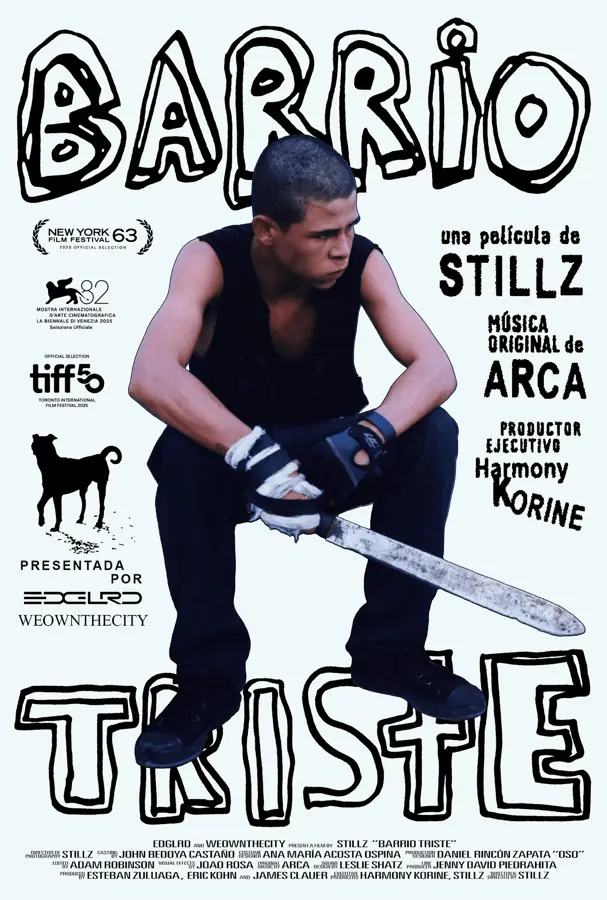 BARRIO
NEW YORK
FILM FESTIVAL 63
2025 OFFICIAL SELECTION
82
MOSTRA INTERNAZIONALE
D'ARTE CINEMATOGRAFICA
LA BIENNALE DI VENEZIA 2025
Selezione Ufficiale
OFFICIAL SELECTION
tiff50
TORONTO INTERNATIONAL
FILM FESTIVAL 2025
PRESENTADA
POR
EDGLRD
WEOWNTHECITY
una película de
STILLZ
MÚSICA
ORIGINAL de
ARCA
PRODUCTOR
EJECUTIVO
Harmony
KORINE
TRISTE
EDGLRD AND WEOWNTHECITY PRESENT A FILM BY STILLZ "BARRIO TRISTE"
DIRECTOR OF PHOTOGRAPHY STILLZ CASTING BY JOHN BEDOYA CASTAÑO DESIGNER ANA MARÍA ACOSTA OSPINA PRODUCTION DESIGNER DANIEL RINCÓN ZAPATA "OSO"
EDITED BY ADAM ROBINSON VISUAL EFFECTS BY JOAO ROSA ORIGINAL MUSIC BY ARCA SOUND DESIGNER LESLIE SHATZ LINE PRODUCER JENNY DAVID PIEDRAHITA
PRODUCED BY ESTEBAN ZULUAGA, ERIC KOHN AND JAMES CLAUER EXECUTIVE PRODUCERS HARMONY KORINE, STILLZ DIRECTED BY STILLZ